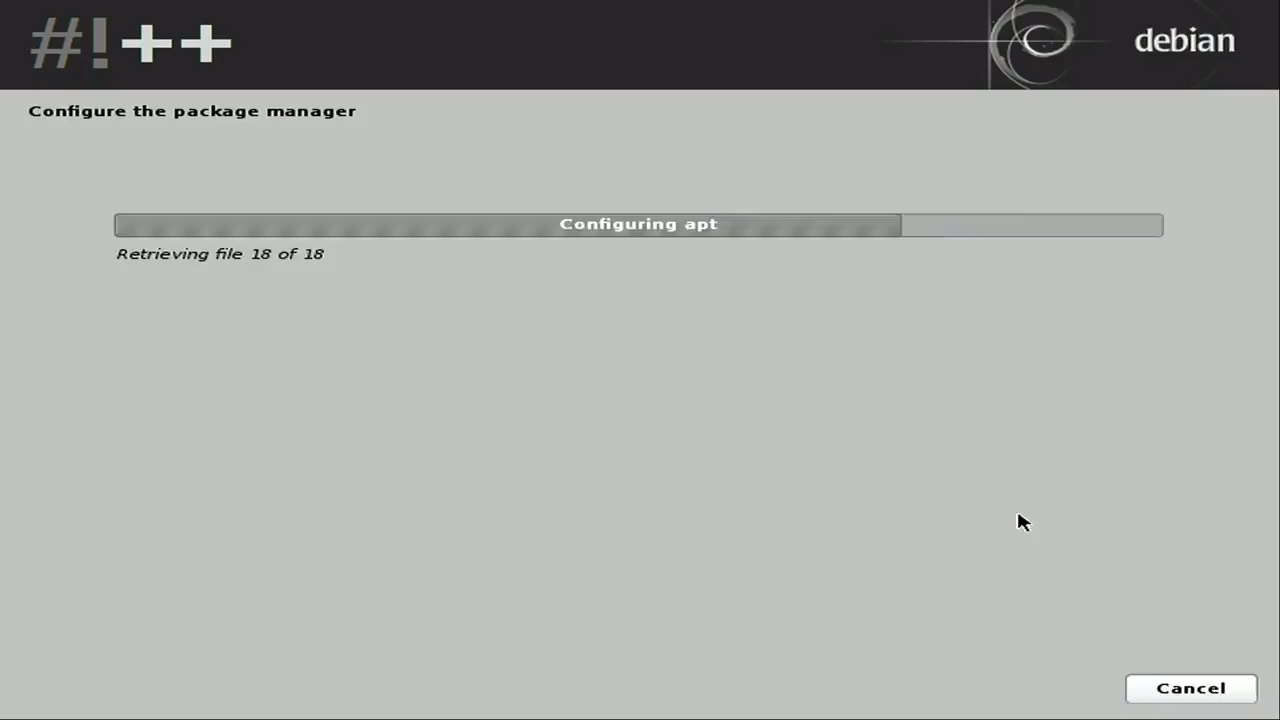 #!++
debian
Configure the package manager
Configuring apt
Retrieving file 18 of 18
Cancel